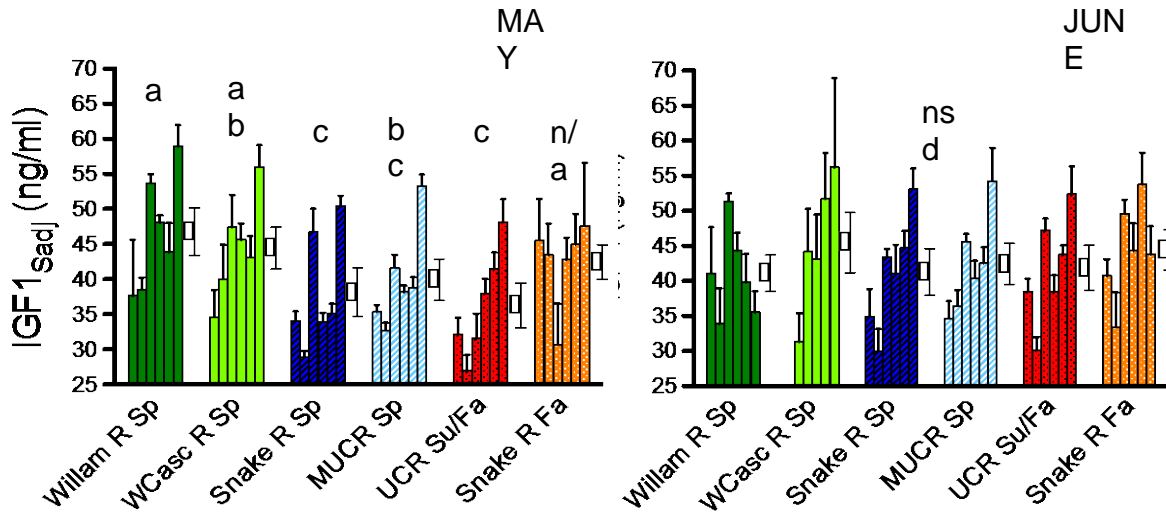 MA
Y
JUN
E
IGF1Sadj (ng/ml)
70
65
60
55
50
45
40
35
30
25
a
a
b
c
b
c
c
n/
a
Willam R Sp
WCasc R Sp
Snake R Sp
MUCR Sp
UCR Su/Fa
Snake R Fa
70
65
60
55
50
45
40
35
30
25
ns
d
Willam R Sp
WCasc R Sp
Snake R Sp
MUCR Sp
UCR Su/Fa
Snake R Fa